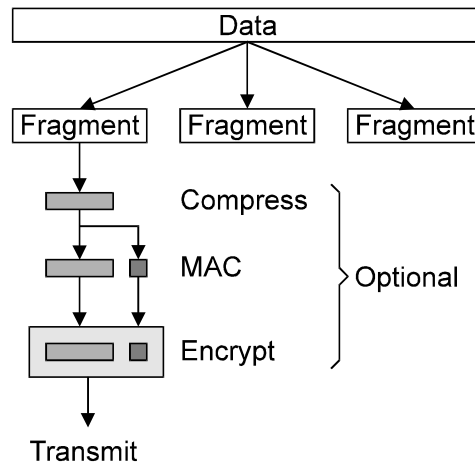 Data
Fragment
Fragment
Fragment
Compress
MAC
Optional
Encrypt
Transmit